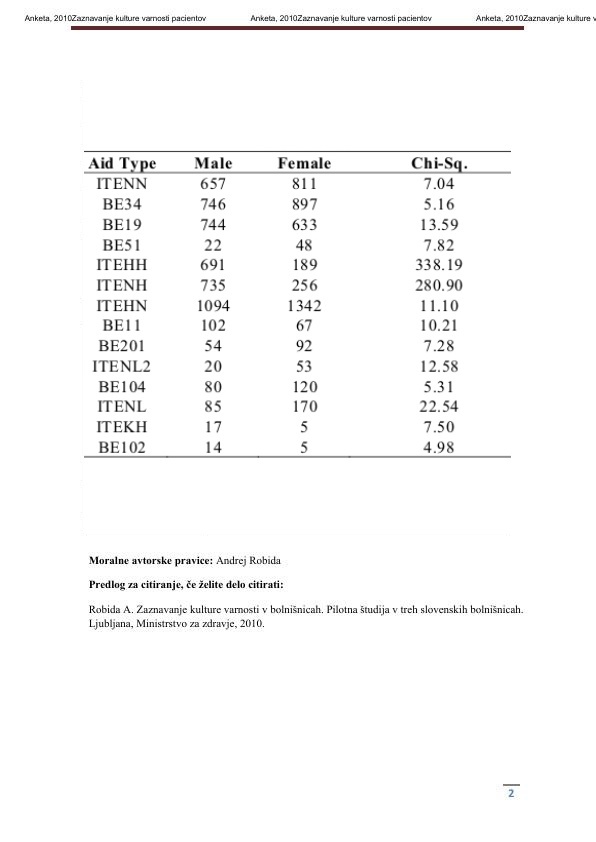 Anketa, 2010Zaznavanje kulture varnosti pacientov Anketa, 2010Zaznavanje kulture varnosti pacientov Anketa, 2010Zaznavanje kulture v
Aid Type Male Female Chi-Sq.
ITENN 657 811 7.04
BE34 746 897 5.16
BE19 744 633 13.59
BE51 22 48 7.82
ITEHH 691 189 338.19
ITENH 735 256 280.90
ITEHN 1094 1342 11.10
BE11 102 67 10.21
BE201 54 92 7.28
ITENL2 20 53 12.58
BE104 80 120 5.31
ITENL 85 170 22.54
ITEKH 17 5 7.50
BE102 14 5 4.98
Moralne avtorske pravice: Andrej Robida
Predlog za citiranje, če želite delo citirati:
Robida A. Zaznavanje kulture varnosti v bolnišnicah. Pilotna študija v treh slovenskih bolnišnicah.
Ljubljana, Ministrstvo za zdravje, 2010.
2